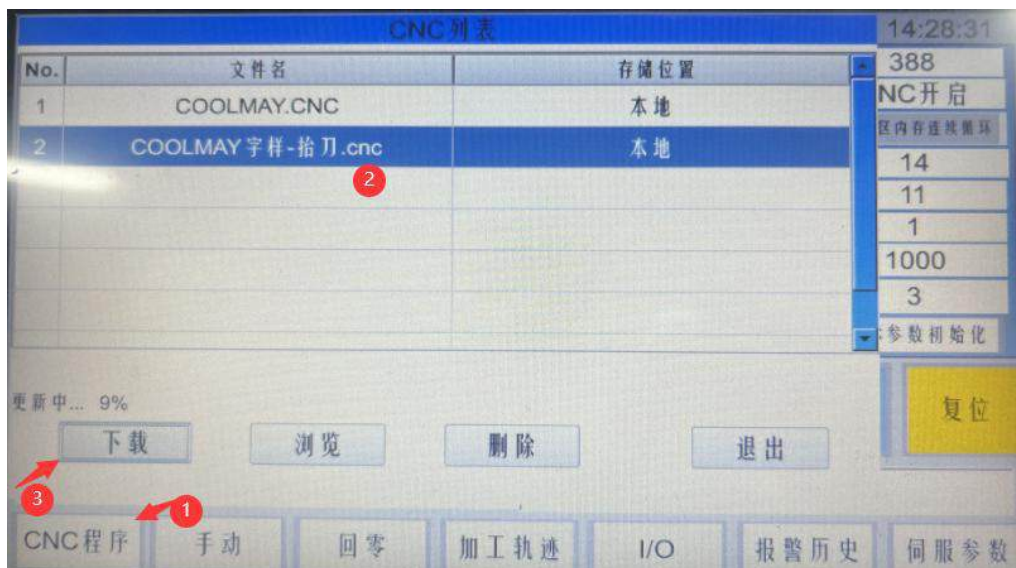 CNC列表
14:28:31
No. 文件名 存储位置
388
1 COOLMAY.CNC 本地
NC开启
2 COOLMAY字样-抬刀.cnc 本地
区内存连续循环
2
14
11
1
1000
3
参数初始化
更新中... 9%
复位
下载 浏览 删除 退出
3
1
CNC程序 手动 回零 加工轨迹 I/O 报警历史 伺服参数